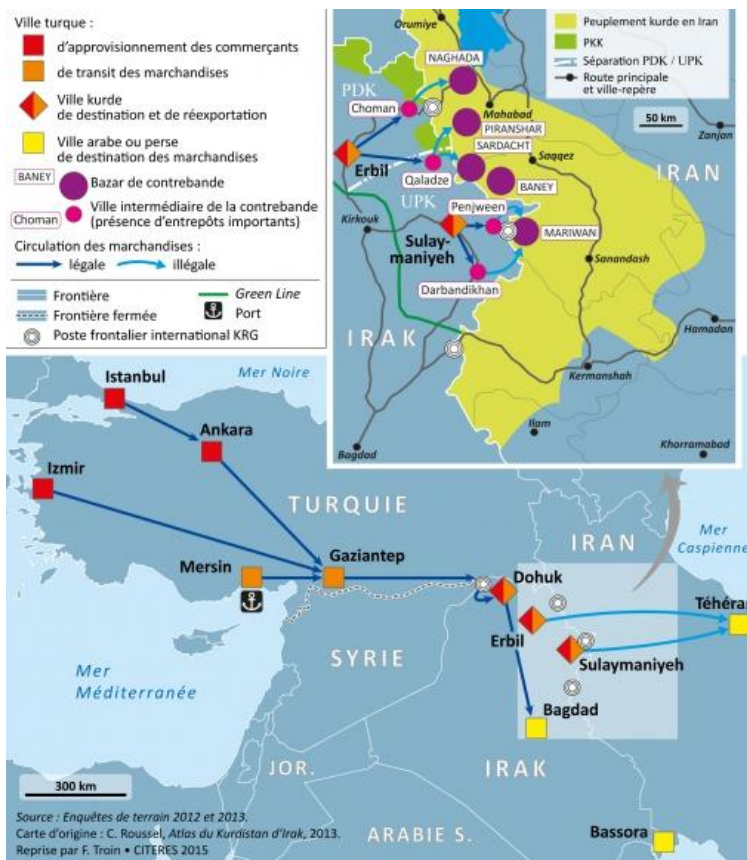 Ville turque :
d'approvisionnement des commerçants
de transit des marchandises
Ville kurde
de destination et de réexportation
Ville arabe ou perse
de destination des marchandises
BANEY
Bazar de contrebande
Choman
Ville intermédiaire de la contrebande
(présence d'entrepôts importants)
Circulation des marchandises :
légale
illégale
Frontière
Green Line
Frontière fermée
Port
Poste frontalier international KRG
Peuplement kurde en Iran
PKK
Séparation PDK / UPK
Route principale
et ville-repère
50 km
Orumiye
NAGHADA
PDK
Choman
Mahabad
PIRANSHAR
SARDACHT
Zanjan
Erbil
Saqqez
IRAN
Qaladze
BANEY
UPK
Penjween
Kirkouk
MARIWAN
Sulay-
maniyeh
Sanandash
Darbandikhan
IRAK
Hamadan
Kermanshah
Ilam
Bagdad
Khorramabad
Istanbul
Mer Noire
Ankara
Izmir
TURQUIE
Mer
Caspienne
IRAN
Mersin
Gaziantep
Dohuk
Téhéran
Erbil
SYRIE
Sulaymaniyeh
Mer
Méditerranée
Bagdad
JOR.
IRAK
300 km
Source : Enquêtes de terrain 2012 et 2013.
Carte d'origine : C. Roussel, Atlas du Kurdistan d'Irak, 2013.
Reprise par F. Troin • CITERES 2015
ARABIE S.
Bassora